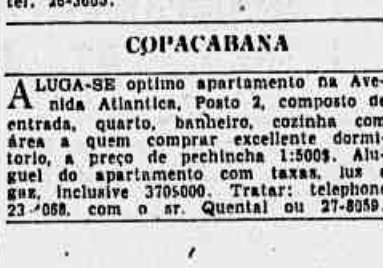 COPACABANA
ALUGA-SE optimo apartamento na Ave-
nida Atlantica, Posto 2, composto de
entrada, quarto, banheiro, cozinha com
área a quem comprar excellente dormi-
torio, a preço de pechincha 1:500$. Alu-
guel do apartamento com taxas, luz e
gaz, inclusive 370$000. Tratar: telephone
com o sr. Quental ou 27-8059.